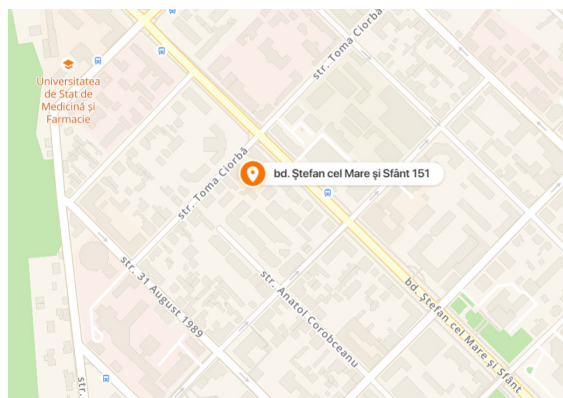 str. Toma Ciorbă
Universitatea
de Stat de
Medicină și
Farmacie
str. Toma Ciorbă
bd. Ștefan cel Mare și Sfânt 151
str. 31 August 1989
str. Anatol Corobceanu
bd. Ștefan cel Mare și Sfânt
str.